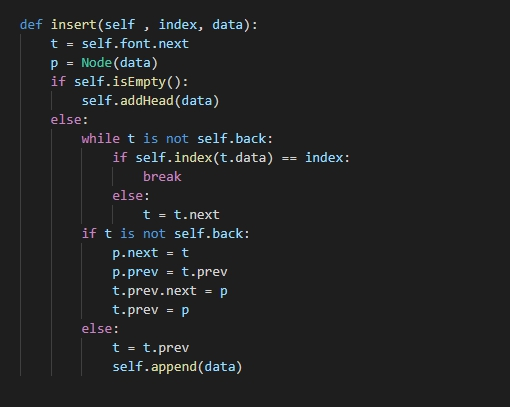 def insert(self , index, data):
    t = self.font.next
    p = Node(data)
    if self.isEmpty():
        self.addHead(data)
    else:
        while t is not self.back:
            if self.index(t.data) == index:
                break
            else:
                t = t.next
        if t is not self.back:
            p.next = t
            p.prev = t.prev
            t.prev.next = p
            t.prev = p
        else:
            t = t.prev
            self.append(data)